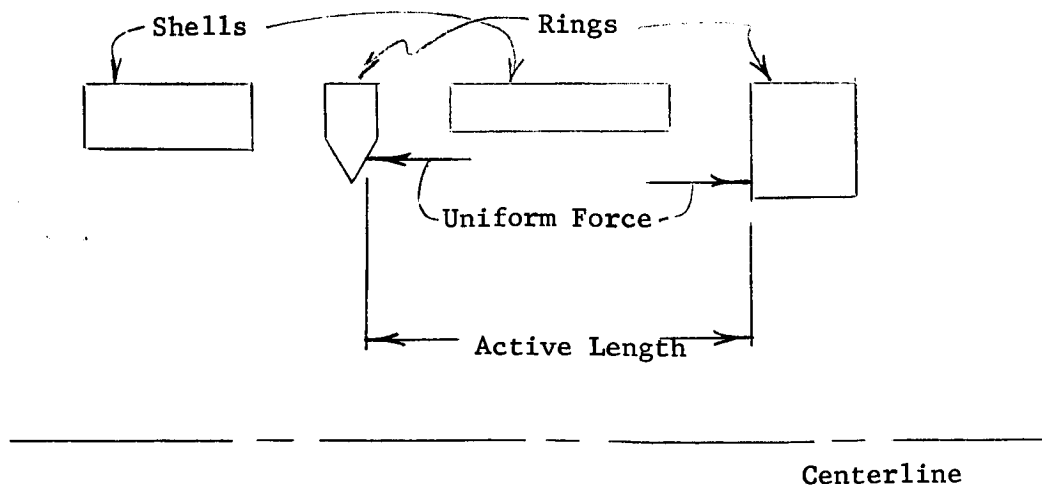 Shells
Rings
Uniform Force
Active Length
Centerline